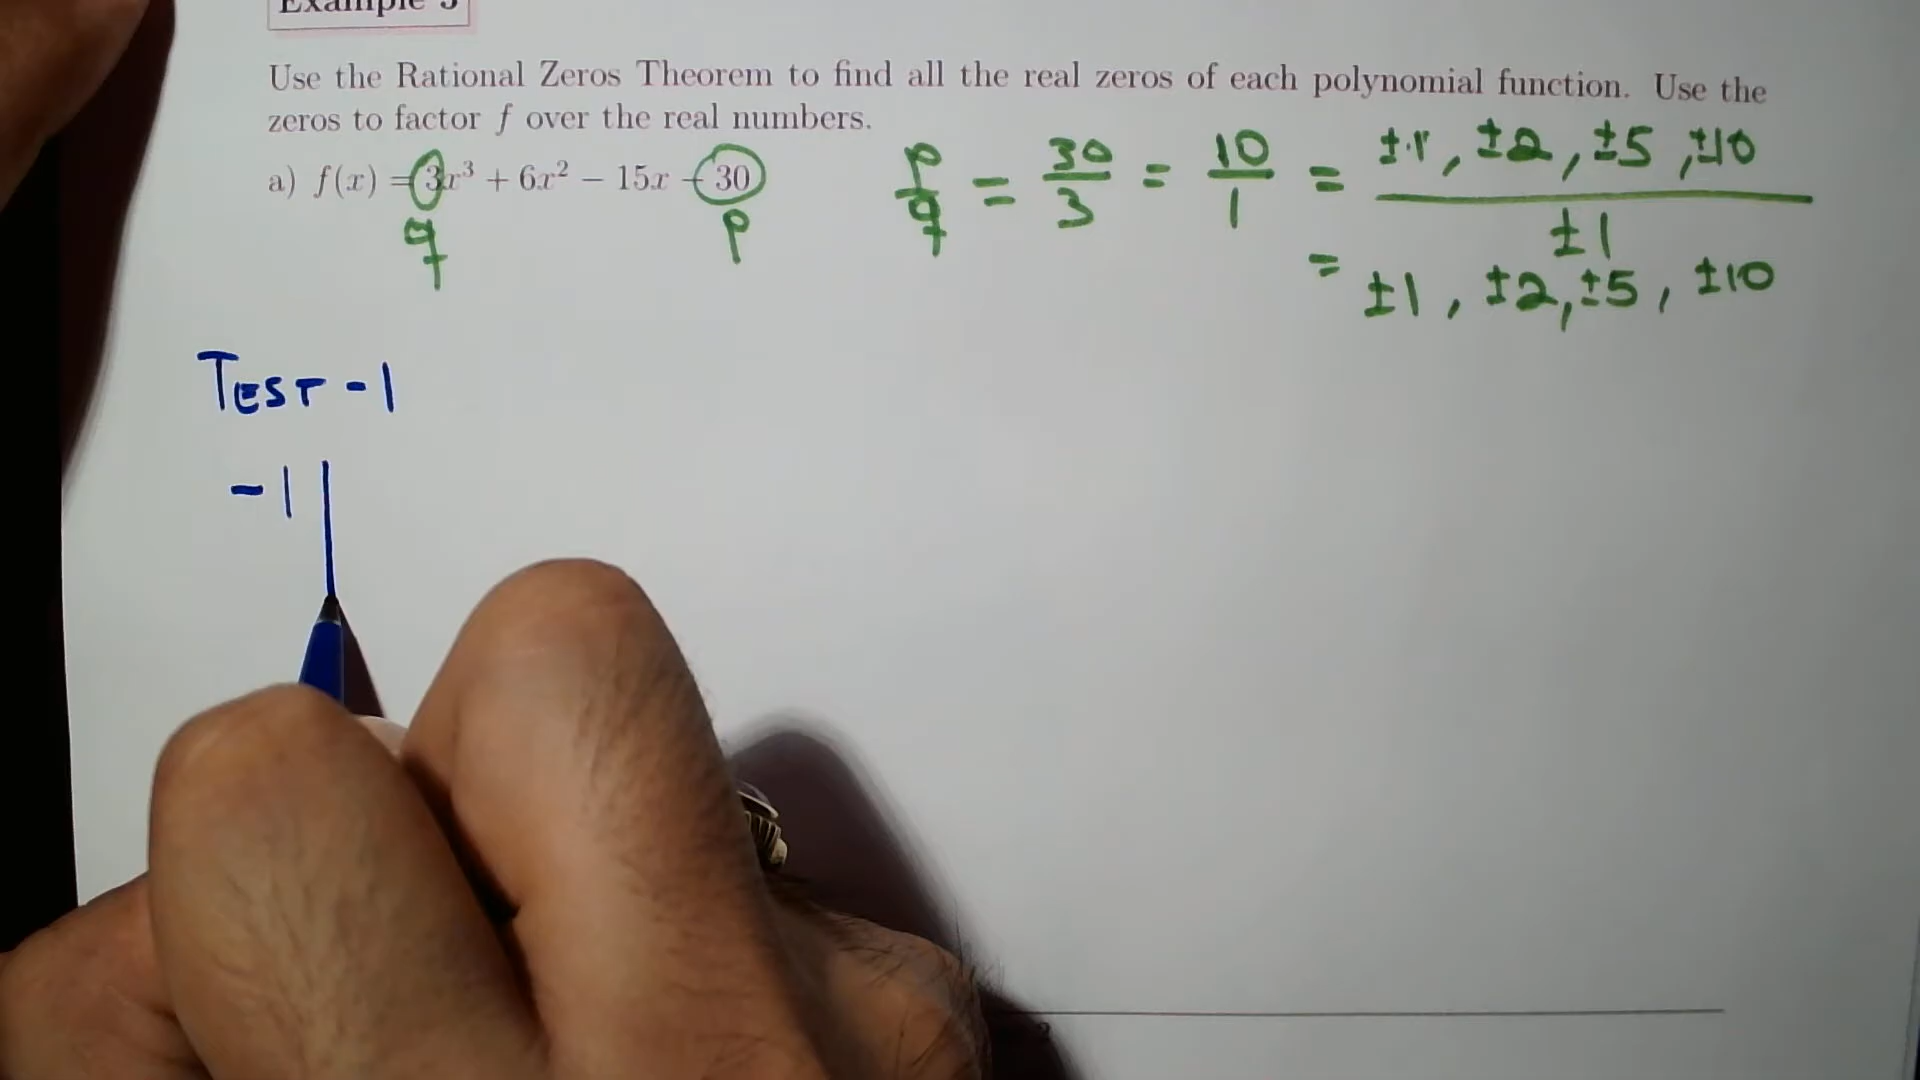 Example 3
Use the Rational Zeros Theorem to find all the real zeros of each polynomial function. Use the
zeros to factor f over the real numbers.
a) f(x) = 3x³ + 6x² − 15x − 30
q
p
p/q = 30/3 = 10/1 = ±1, ±2, ±5, ±10 / ±1
= ±1, ±2, ±5, ±10
TEST -1
-1